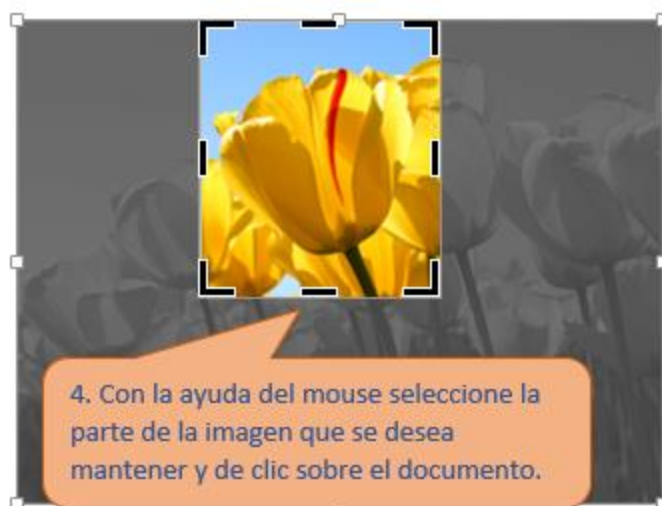 4. Con la ayuda del mouse seleccione la
parte de la imagen que se desea
mantener y de clic sobre el documento.